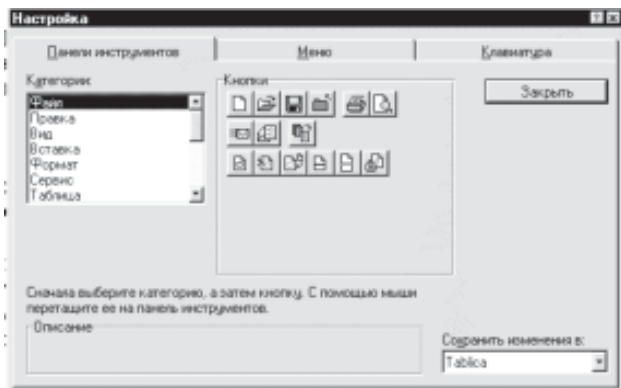 Настройка
Панели инструментов
Меню
Клавиатура
Категории:
Файл
Правка
Вид
Вставка
Формат
Сервис
Таблица
Кнопки
Закрыть
Сначала выберите категорию, а затем кнопку. С помощью мыши
перетащите ее на панель инструментов.
Описание
Сохранить изменения в:
Tablica